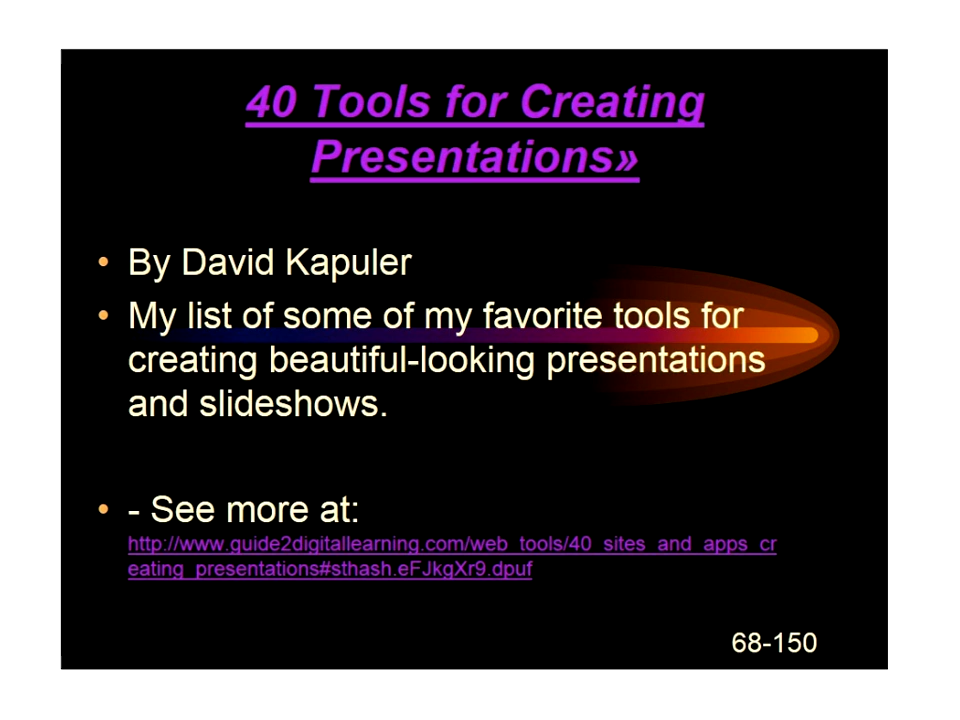 40 Tools for Creating
Presentations»
• By David Kapuler
• My list of some of my favorite tools for
creating beautiful-looking presentations
and slideshows.
• - See more at:
http://www.guide2digitallearning.com/web_tools/40_sites_and_apps_cr
eating_presentations#sthash.eFJkgXr9.dpuf
68-150